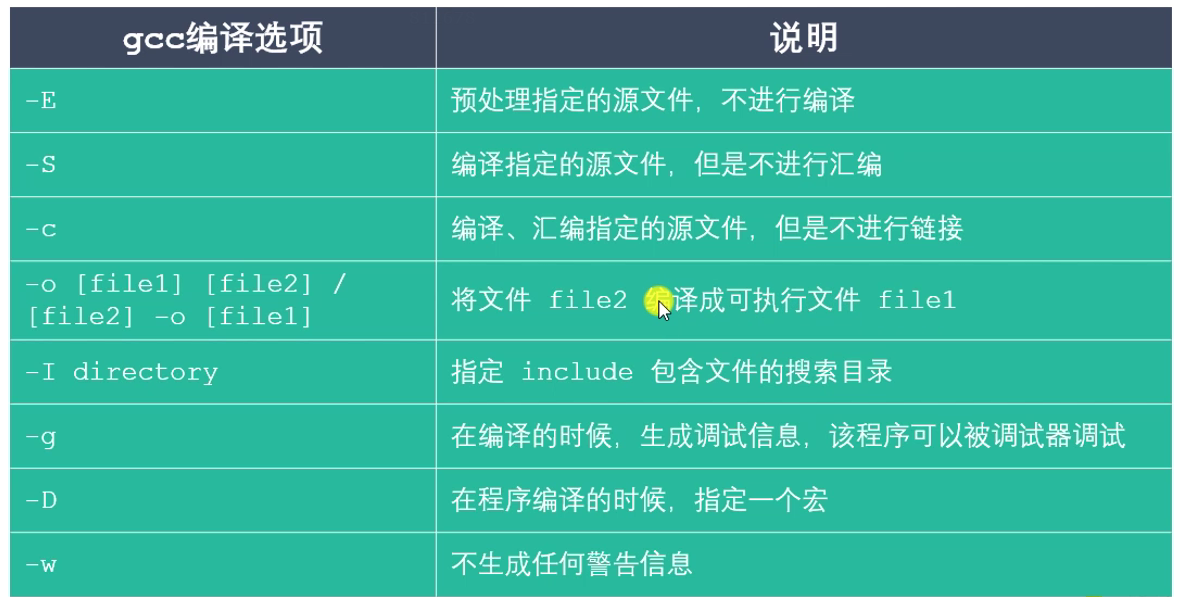 gcc编译选项
说明
-E
预处理指定的源文件，不进行编译
-S
编译指定的源文件，但是不进行汇编
-c
编译、汇编指定的源文件，但是不进行链接
-o [file1] [file2] /
[file2] -o [file1]
将文件 file2 编译成可执行文件 file1
-I directory
指定 include 包含文件的搜索目录
-g
在编译的时候，生成调试信息，该程序可以被调试器调试
-D
在程序编译的时候，指定一个宏
-w
不生成任何警告信息